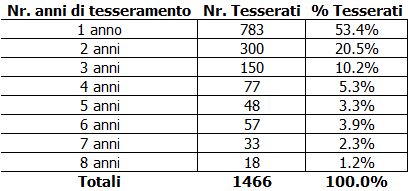 Nr. anni di tesseramento Nr. Tesserati % Tesserati
1 anno 783 53.4%
2 anni 300 20.5%
3 anni 150 10.2%
4 anni 77 5.3%
5 anni 48 3.3%
6 anni 57 3.9%
7 anni 33 2.3%
8 anni 18 1.2%
Totali 1466 100.0%